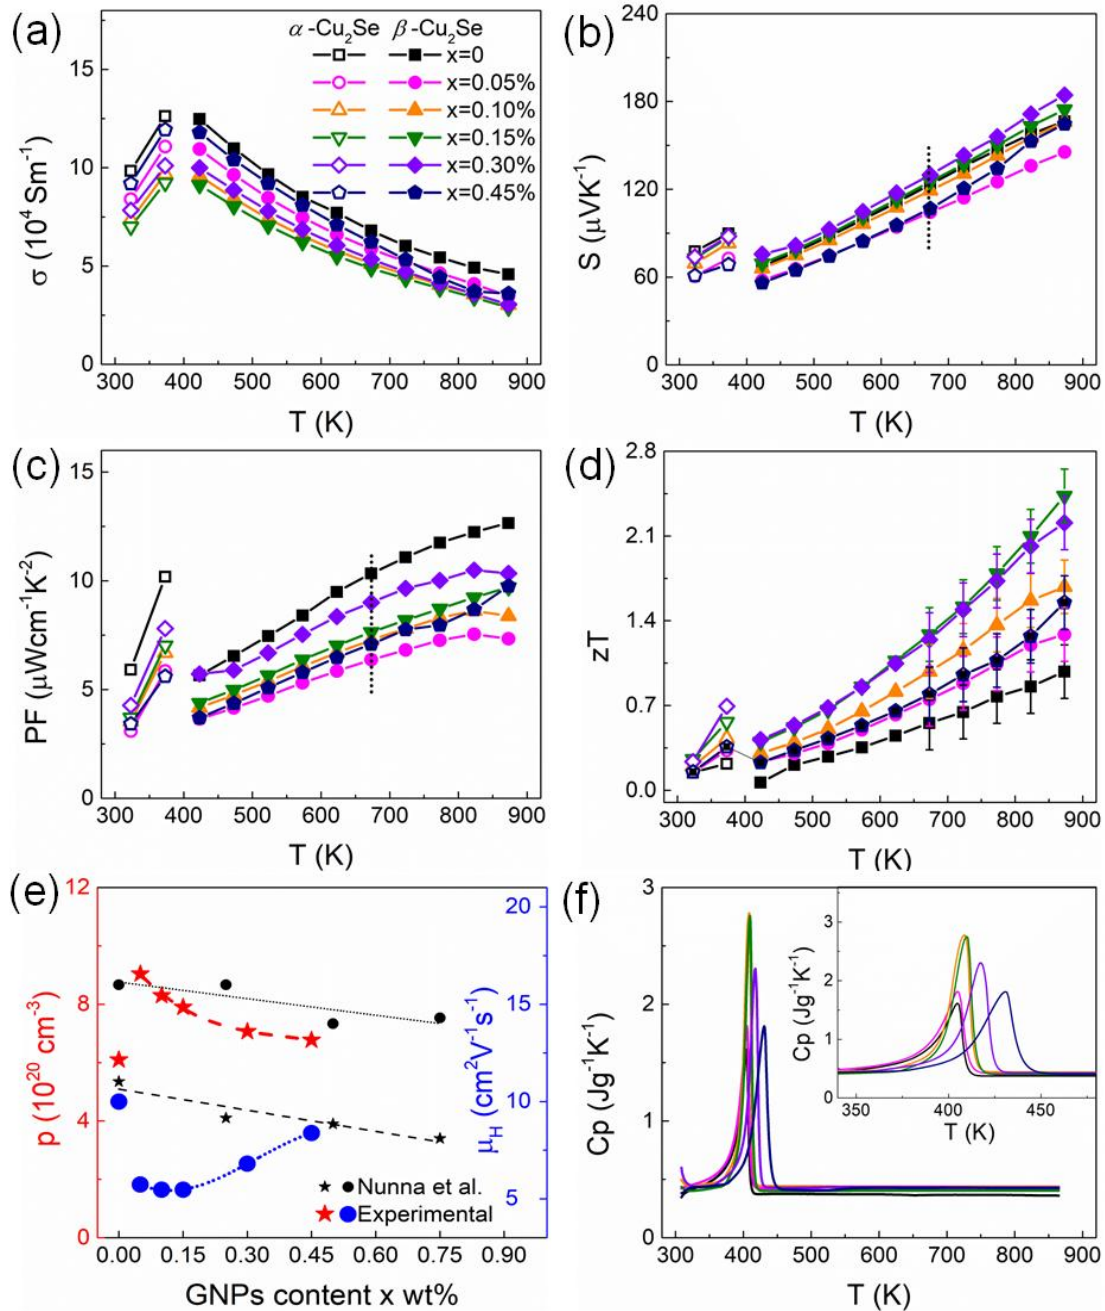 (a)
α-Cu2Se β-Cu2Se
x=0
x=0.05%
x=0.10%
x=0.15%
x=0.30%
x=0.45%
15
10
5
0
σ (10^4 Sm^-1)
300 400 500 600 700 800 900
T (K)
(b)
240
180
120
60
0
S (μVK^-1)
300 400 500 600 700 800 900
T (K)
(c)
15
10
5
0
PF (μWcm^-1K^-2)
300 400 500 600 700 800 900
T (K)
(d)
2.8
2.1
1.4
0.7
0.0
zT
300 400 500 600 700 800 900
T (K)
(e)
12
8
4
0
p (10^20 cm^-3)
20
15
10
5
μH (cm^2V^-1s^-1)
Nunna et al.
Experimental
0.00 0.15 0.30 0.45 0.60 0.75 0.90
GNPs content x wt%
(f)
3
2
1
0
Cp (Jg^-1K^-1)
3
2
1
0
Cp (Jg^-1K^-1)
350 400 450
T (K)
300 400 500 600 700 800 900
T (K)